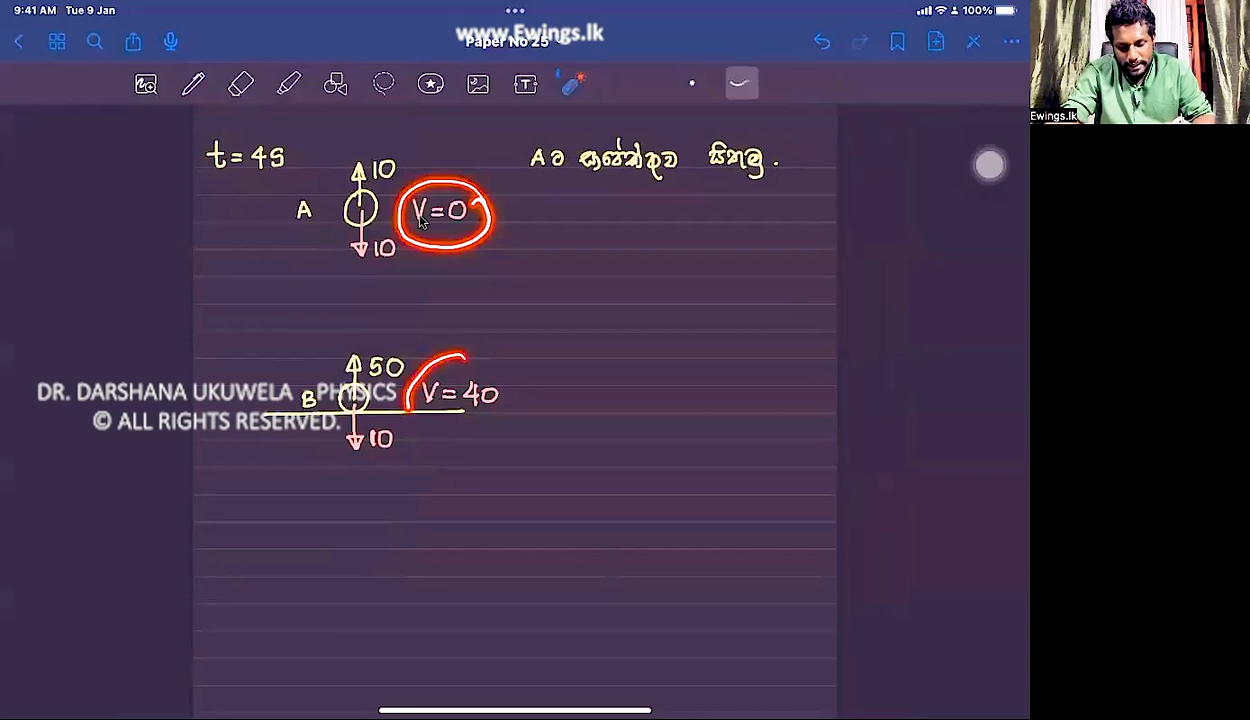 9:41 AM Tue 9 Jan
100%
www.Ewings.lk
Paper No 25
T
t = 4s
10
A ට සාපේක්ෂව සිතමු.
A
V = 0
10
Ewings.lk
50
DR. DARSHANA UKUWELA - PHYSICS
B
V = 40
© ALL RIGHTS RESERVED.
10